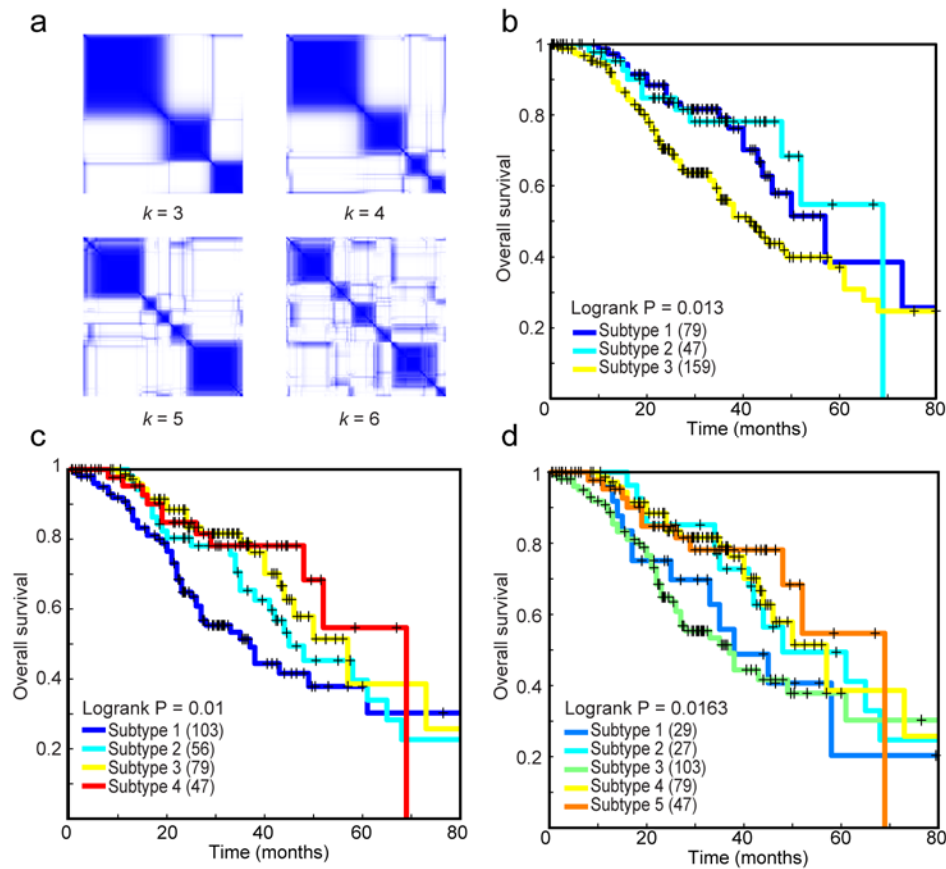 a
k = 3
k = 4
k = 5
k = 6
b
Overall survival
1
0.8
0.6
0.4
0.2
Logrank P = 0.013
Subtype 1 (79)
Subtype 2 (47)
Subtype 3 (159)
0 20 40 60 80
Time (months)
c
Overall survival
1
0.8
0.6
0.4
0.2
Logrank P = 0.01
Subtype 1 (103)
Subtype 2 (56)
Subtype 3 (79)
Subtype 4 (47)
0 20 40 60 80
Time (months)
d
Overall survival
1
0.8
0.6
0.4
0.2
Logrank P = 0.0163
Subtype 1 (29)
Subtype 2 (27)
Subtype 3 (103)
Subtype 4 (79)
Subtype 5 (47)
0 20 40 60 80
Time (months)